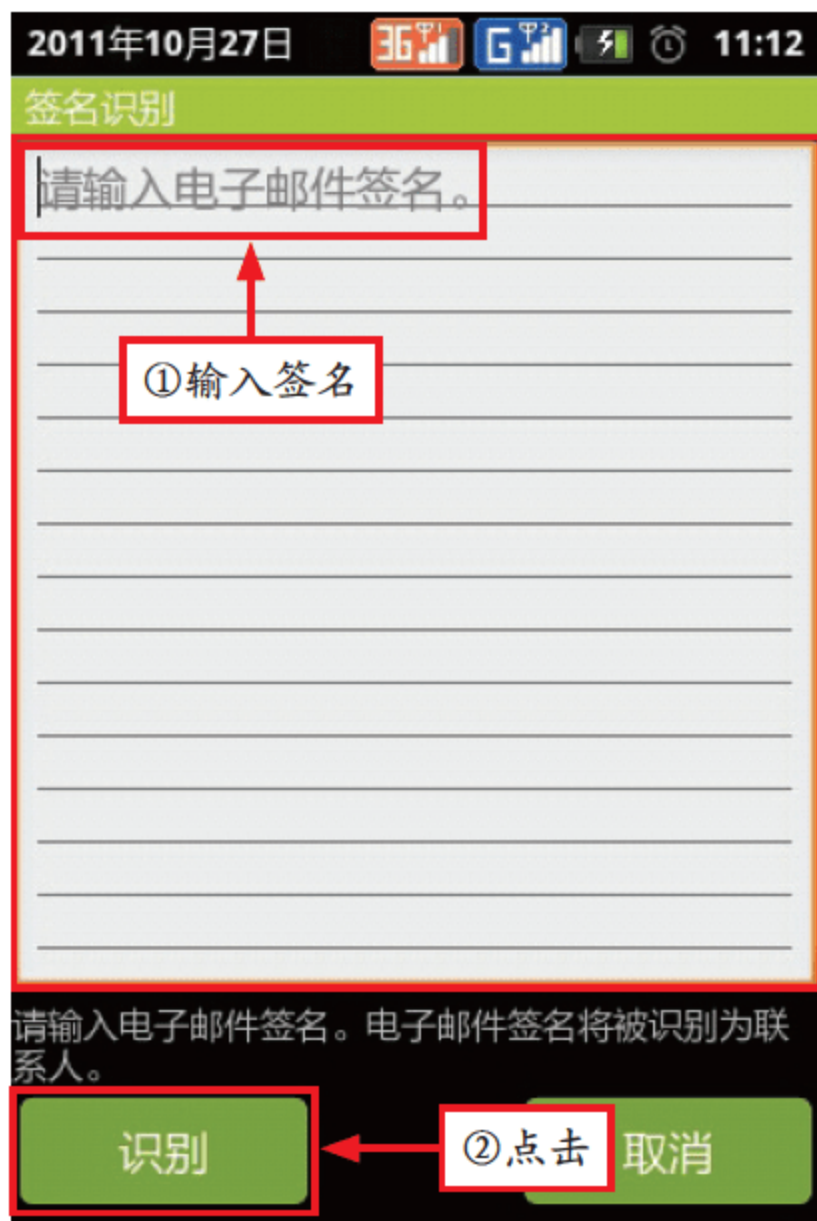 2011年10月27日 3G 1 G 2 11:12
签名识别
请输入电子邮件签名。
①输入签名
请输入电子邮件签名。电子邮件签名将被识别为联
系人。
识别 ②点击 取消